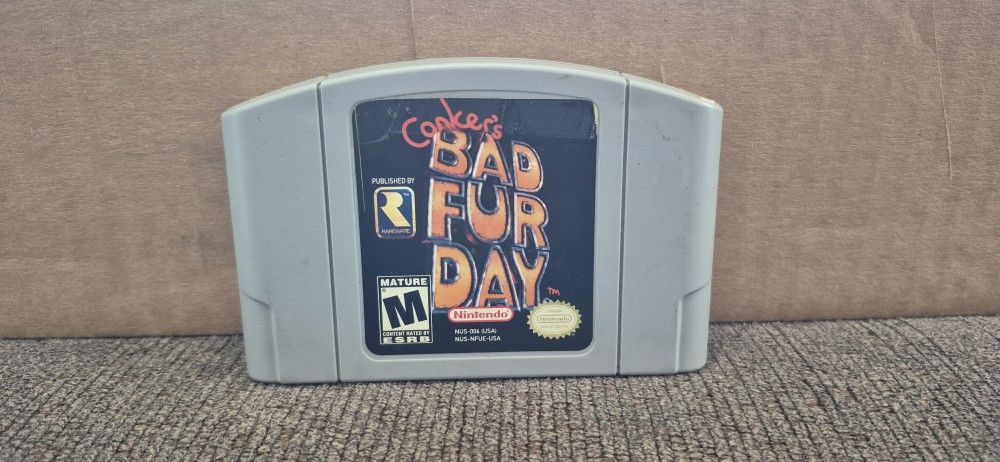 Conker's
BAD
FUR
DAY
TM
PUBLISHED BY
RAREWARE
MATURE
M
CONTENT RATED BY
ESRB
Nintendo
NUS-006 (USA)
NUS-NFUE-USA
Nintendo